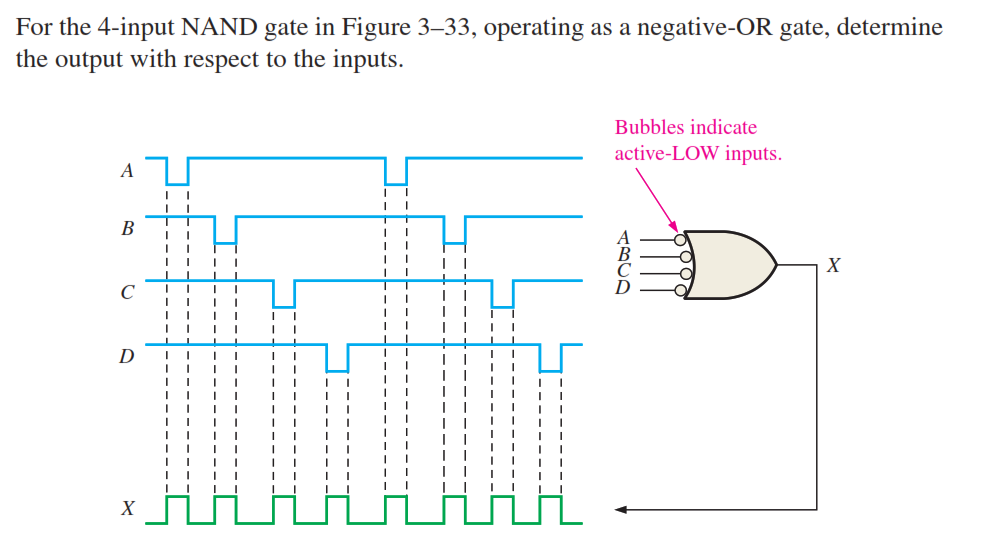 For the 4-input NAND gate in Figure 3–33, operating as a negative-OR gate, determine
the output with respect to the inputs.
Bubbles indicate
active-LOW inputs.
A
B
C
D
X
A
B
C
D
X